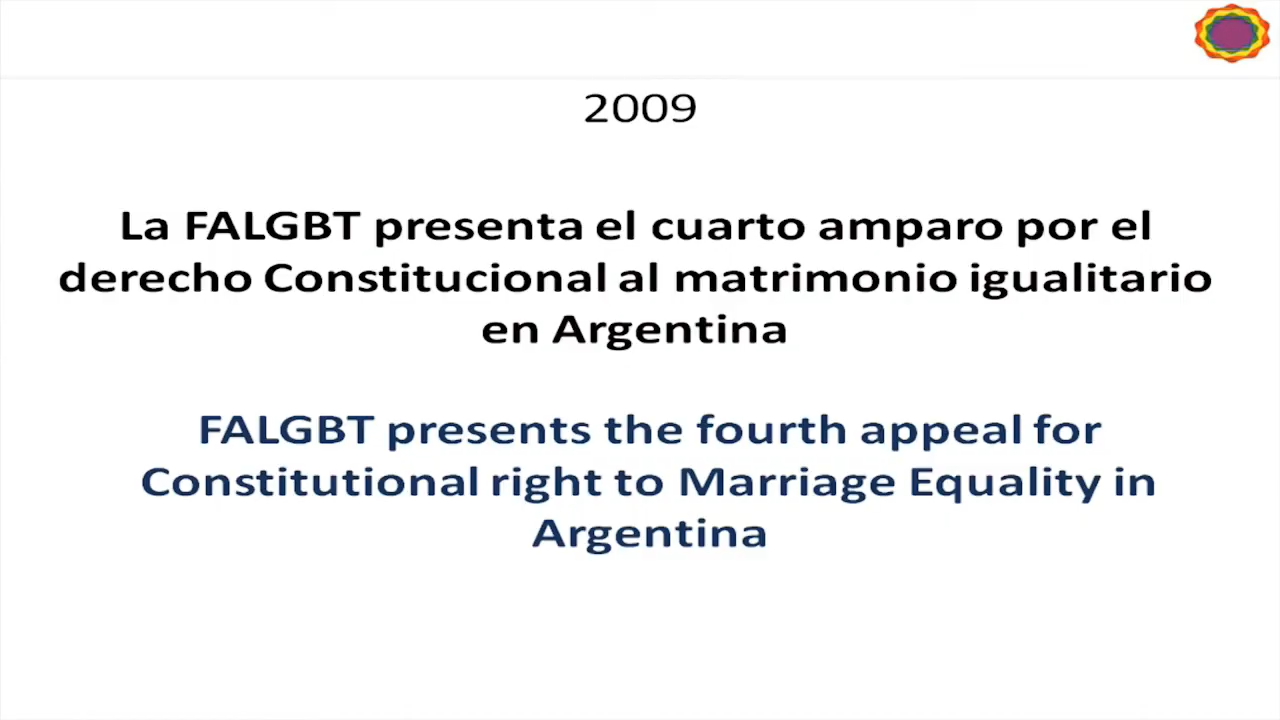 2009
La FALGBT presenta el cuarto amparo por el
derecho Constitucional al matrimonio igualitario
en Argentina
FALGBT presents the fourth appeal for
Constitutional right to Marriage Equality in
Argentina